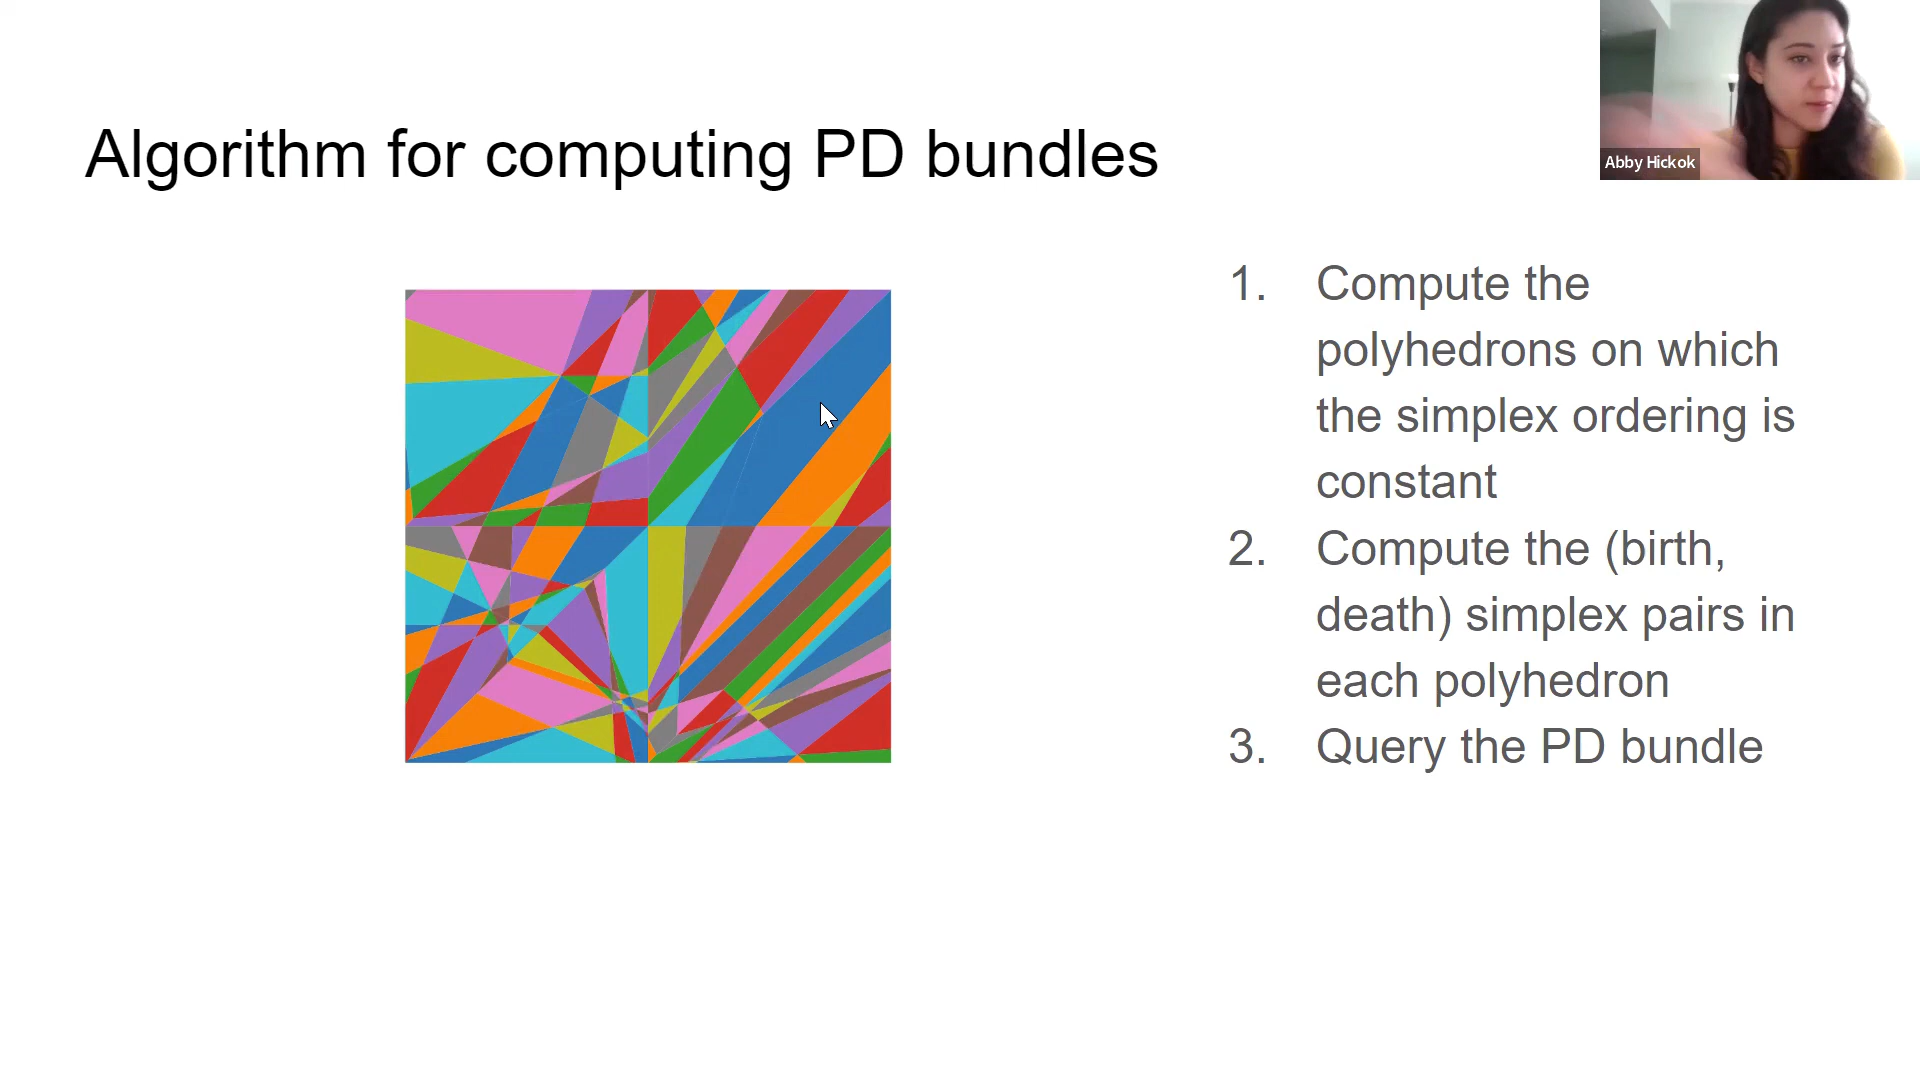 Abby Hickok
Algorithm for computing PD bundles
1. Compute the
polyhedrons on which
the simplex ordering is
constant
2. Compute the (birth,
death) simplex pairs in
each polyhedron
3. Query the PD bundle